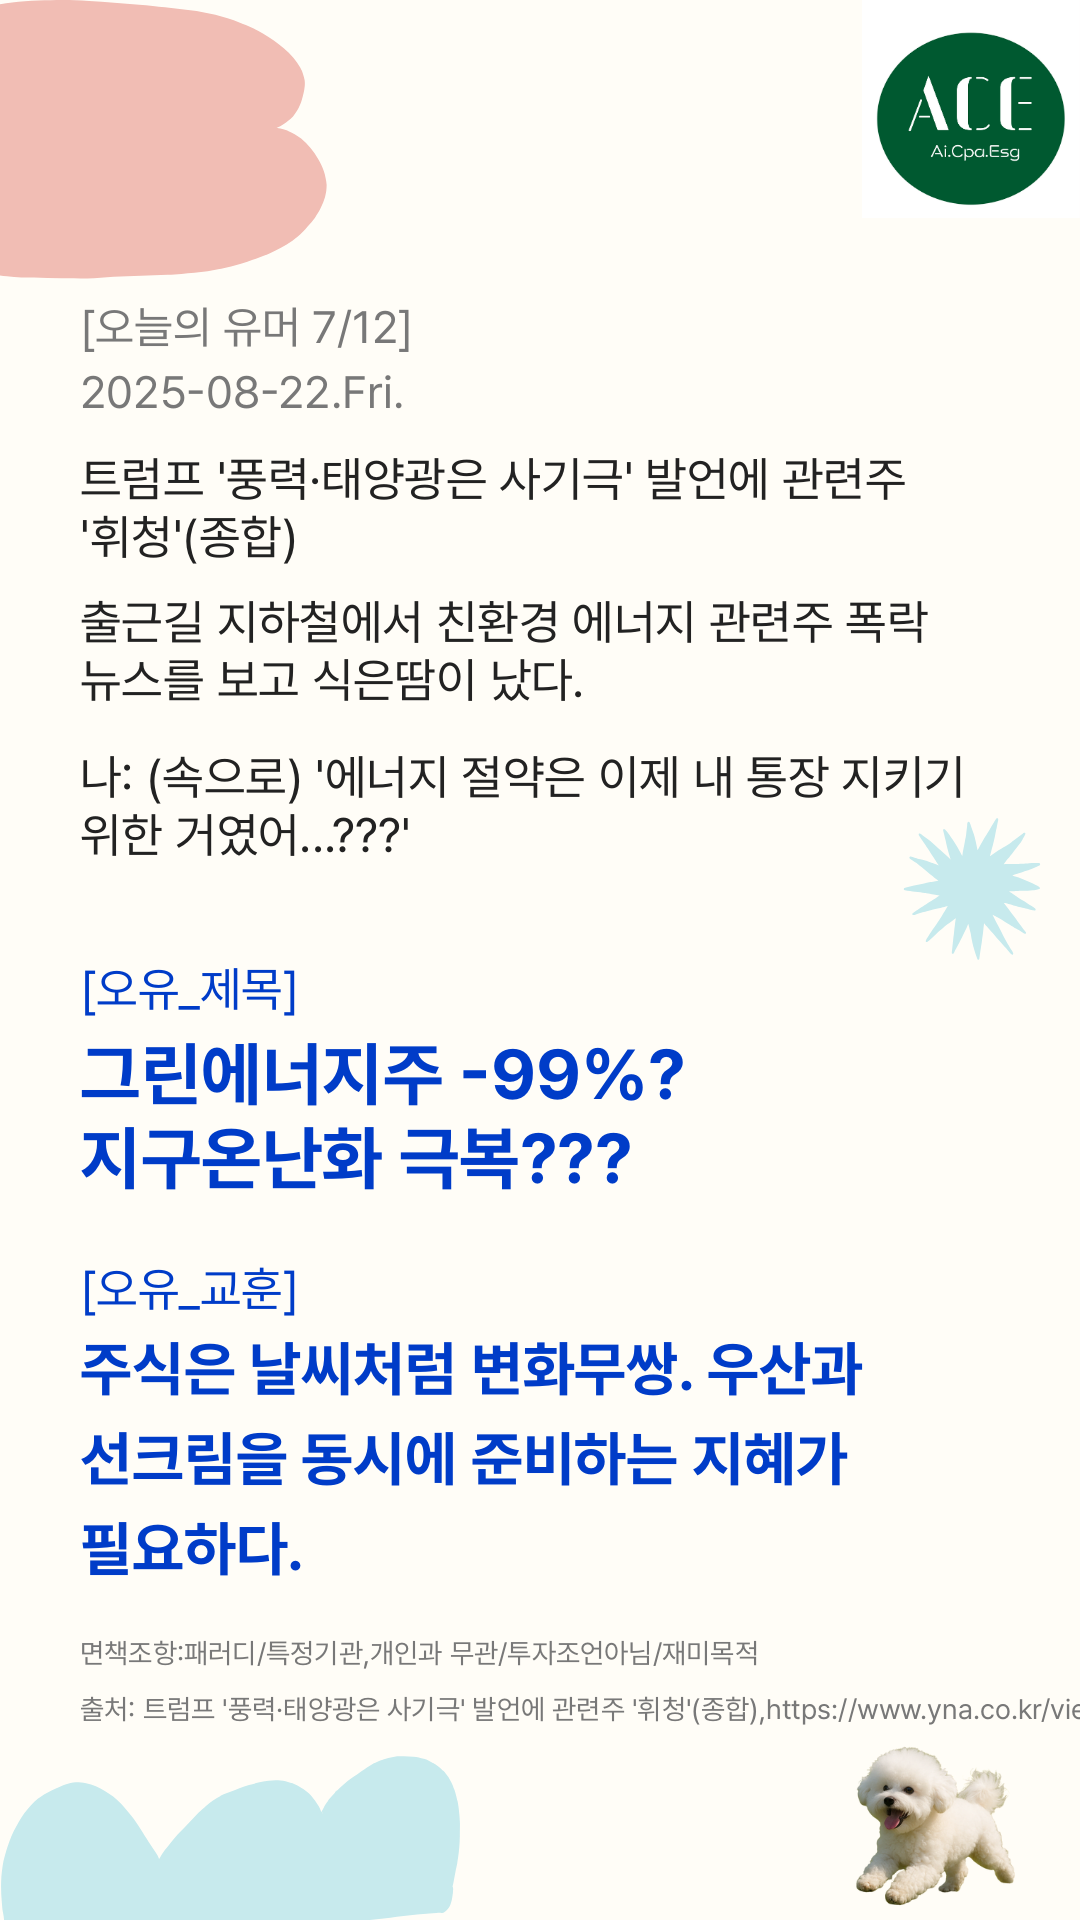 ACE
Ai.Cpa.Esg
[오늘의 유머 7/12]
2025-08-22.Fri.
트럼프 '풍력·태양광은 사기극' 발언에 관련주
'휘청'(종합)
출근길 지하철에서 친환경 에너지 관련주 폭락
뉴스를 보고 식은땀이 났다.
나: (속으로) '에너지 절약은 이제 내 통장 지키기
위한 거였어...???'
[오유_제목]
그린에너지주 -99%?
지구온난화 극복???
[오유_교훈]
주식은 날씨처럼 변화무쌍. 우산과
선크림을 동시에 준비하는 지혜가
필요하다.
면책조항:패러디/특정기관,개인과 무관/투자조언아님/재미목적
출처: 트럼프 '풍력·태양광은 사기극' 발언에 관련주 '휘청'(종합),https://www.yna.co.kr/vie